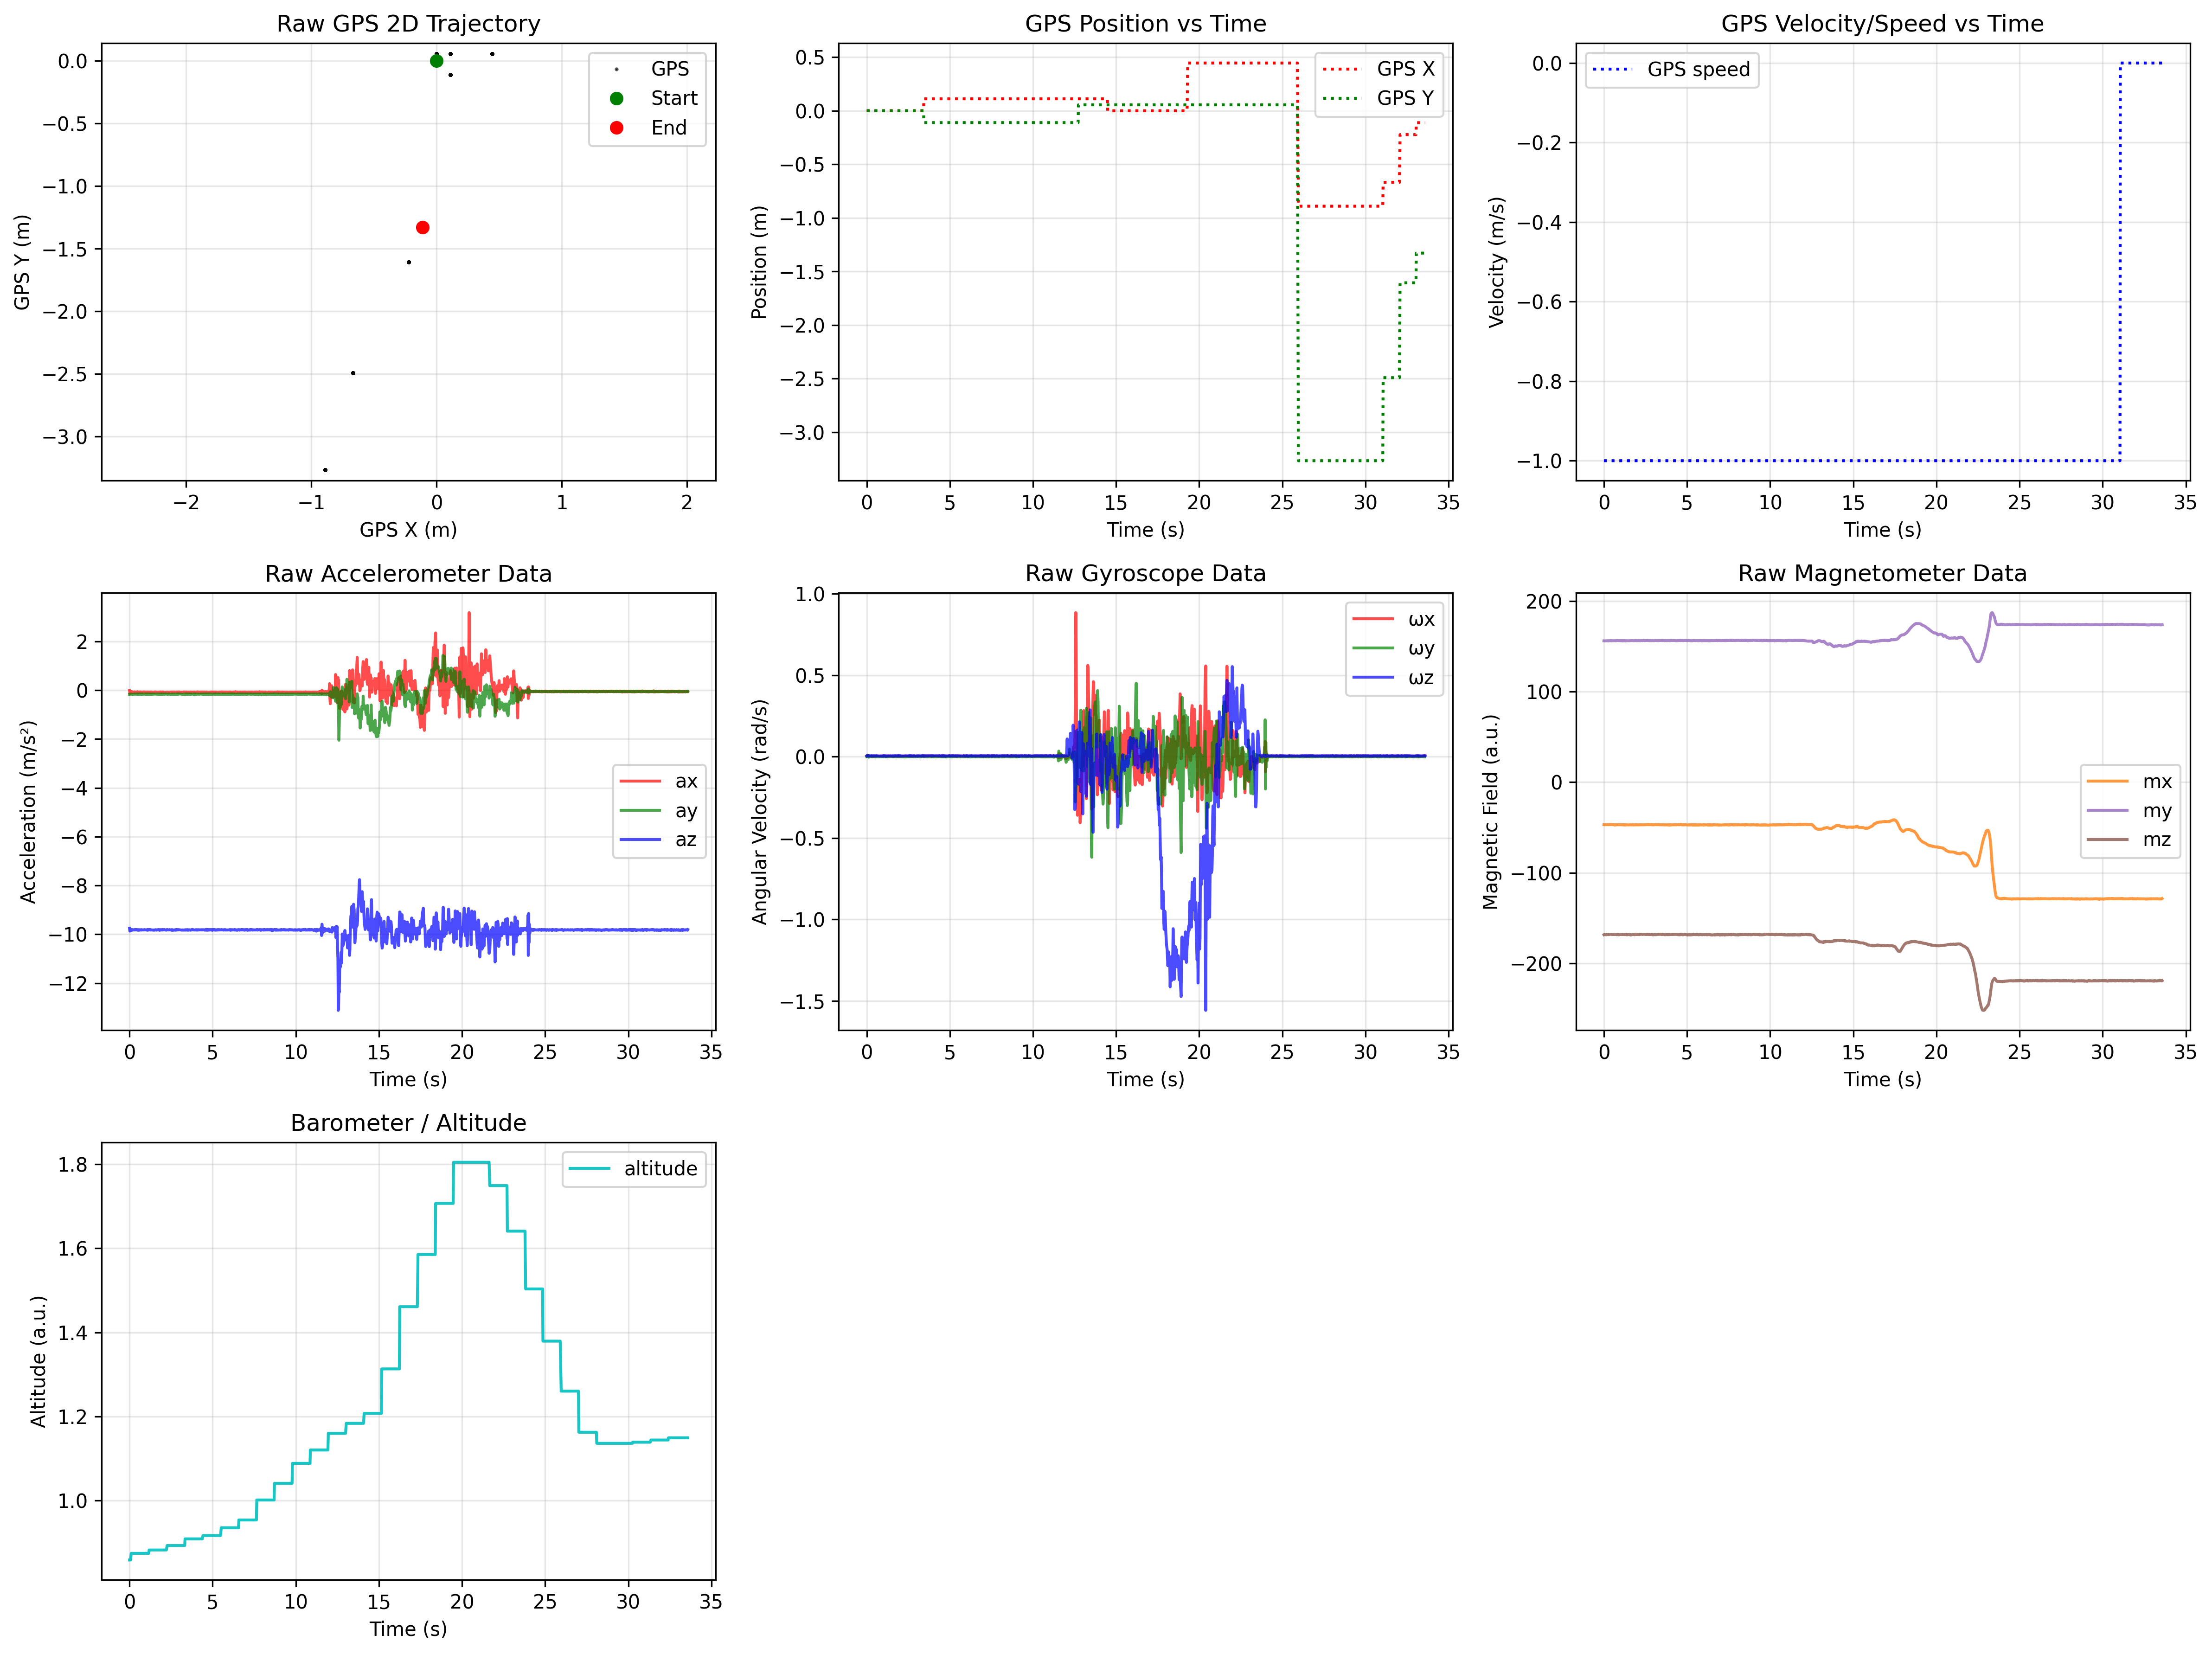 Raw GPS 2D Trajectory
GPS Y (m)
0.0
−0.5
−1.0
−1.5
−2.0
−2.5
−3.0
GPS
Start
End
−2
−1
0
1
2
GPS X (m)
GPS Position vs Time
Position (m)
0.5
0.0
−0.5
−1.0
−1.5
−2.0
−2.5
−3.0
GPS X
GPS Y
0
5
10
15
20
25
30
35
Time (s)
GPS Velocity/Speed vs Time
Velocity (m/s)
0.0
−0.2
−0.4
−0.6
−0.8
−1.0
GPS speed
0
5
10
15
20
25
30
35
Time (s)
Raw Accelerometer Data
Acceleration (m/s²)
2
0
−2
−4
−6
−8
−10
−12
ax
ay
az
0
5
10
15
20
25
30
35
Time (s)
Raw Gyroscope Data
Angular Velocity (rad/s)
1.0
0.5
0.0
−0.5
−1.0
−1.5
ωx
ωy
ωz
0
5
10
15
20
25
30
35
Time (s)
Raw Magnetometer Data
Magnetic Field (a.u.)
200
100
0
−100
−200
mx
my
mz
0
5
10
15
20
25
30
35
Time (s)
Barometer / Altitude
Altitude (a.u.)
1.8
1.6
1.4
1.2
1.0
altitude
0
5
10
15
20
25
30
35
Time (s)